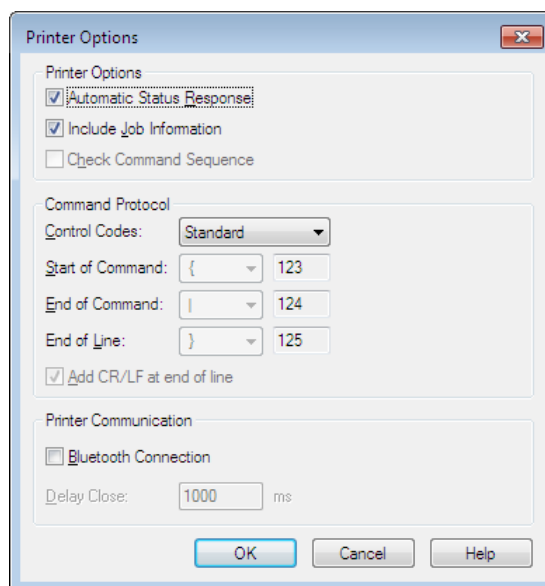 Printer Options
Printer Options
Automatic Status Response
Include Job Information
Check Command Sequence
Command Protocol
Control Codes: Standard
Start of Command: { 123
End of Command: | 124
End of Line: } 125
Add CR/LF at end of line
Printer Communication
Bluetooth Connection
Delay Close: 1000 ms
OK Cancel Help